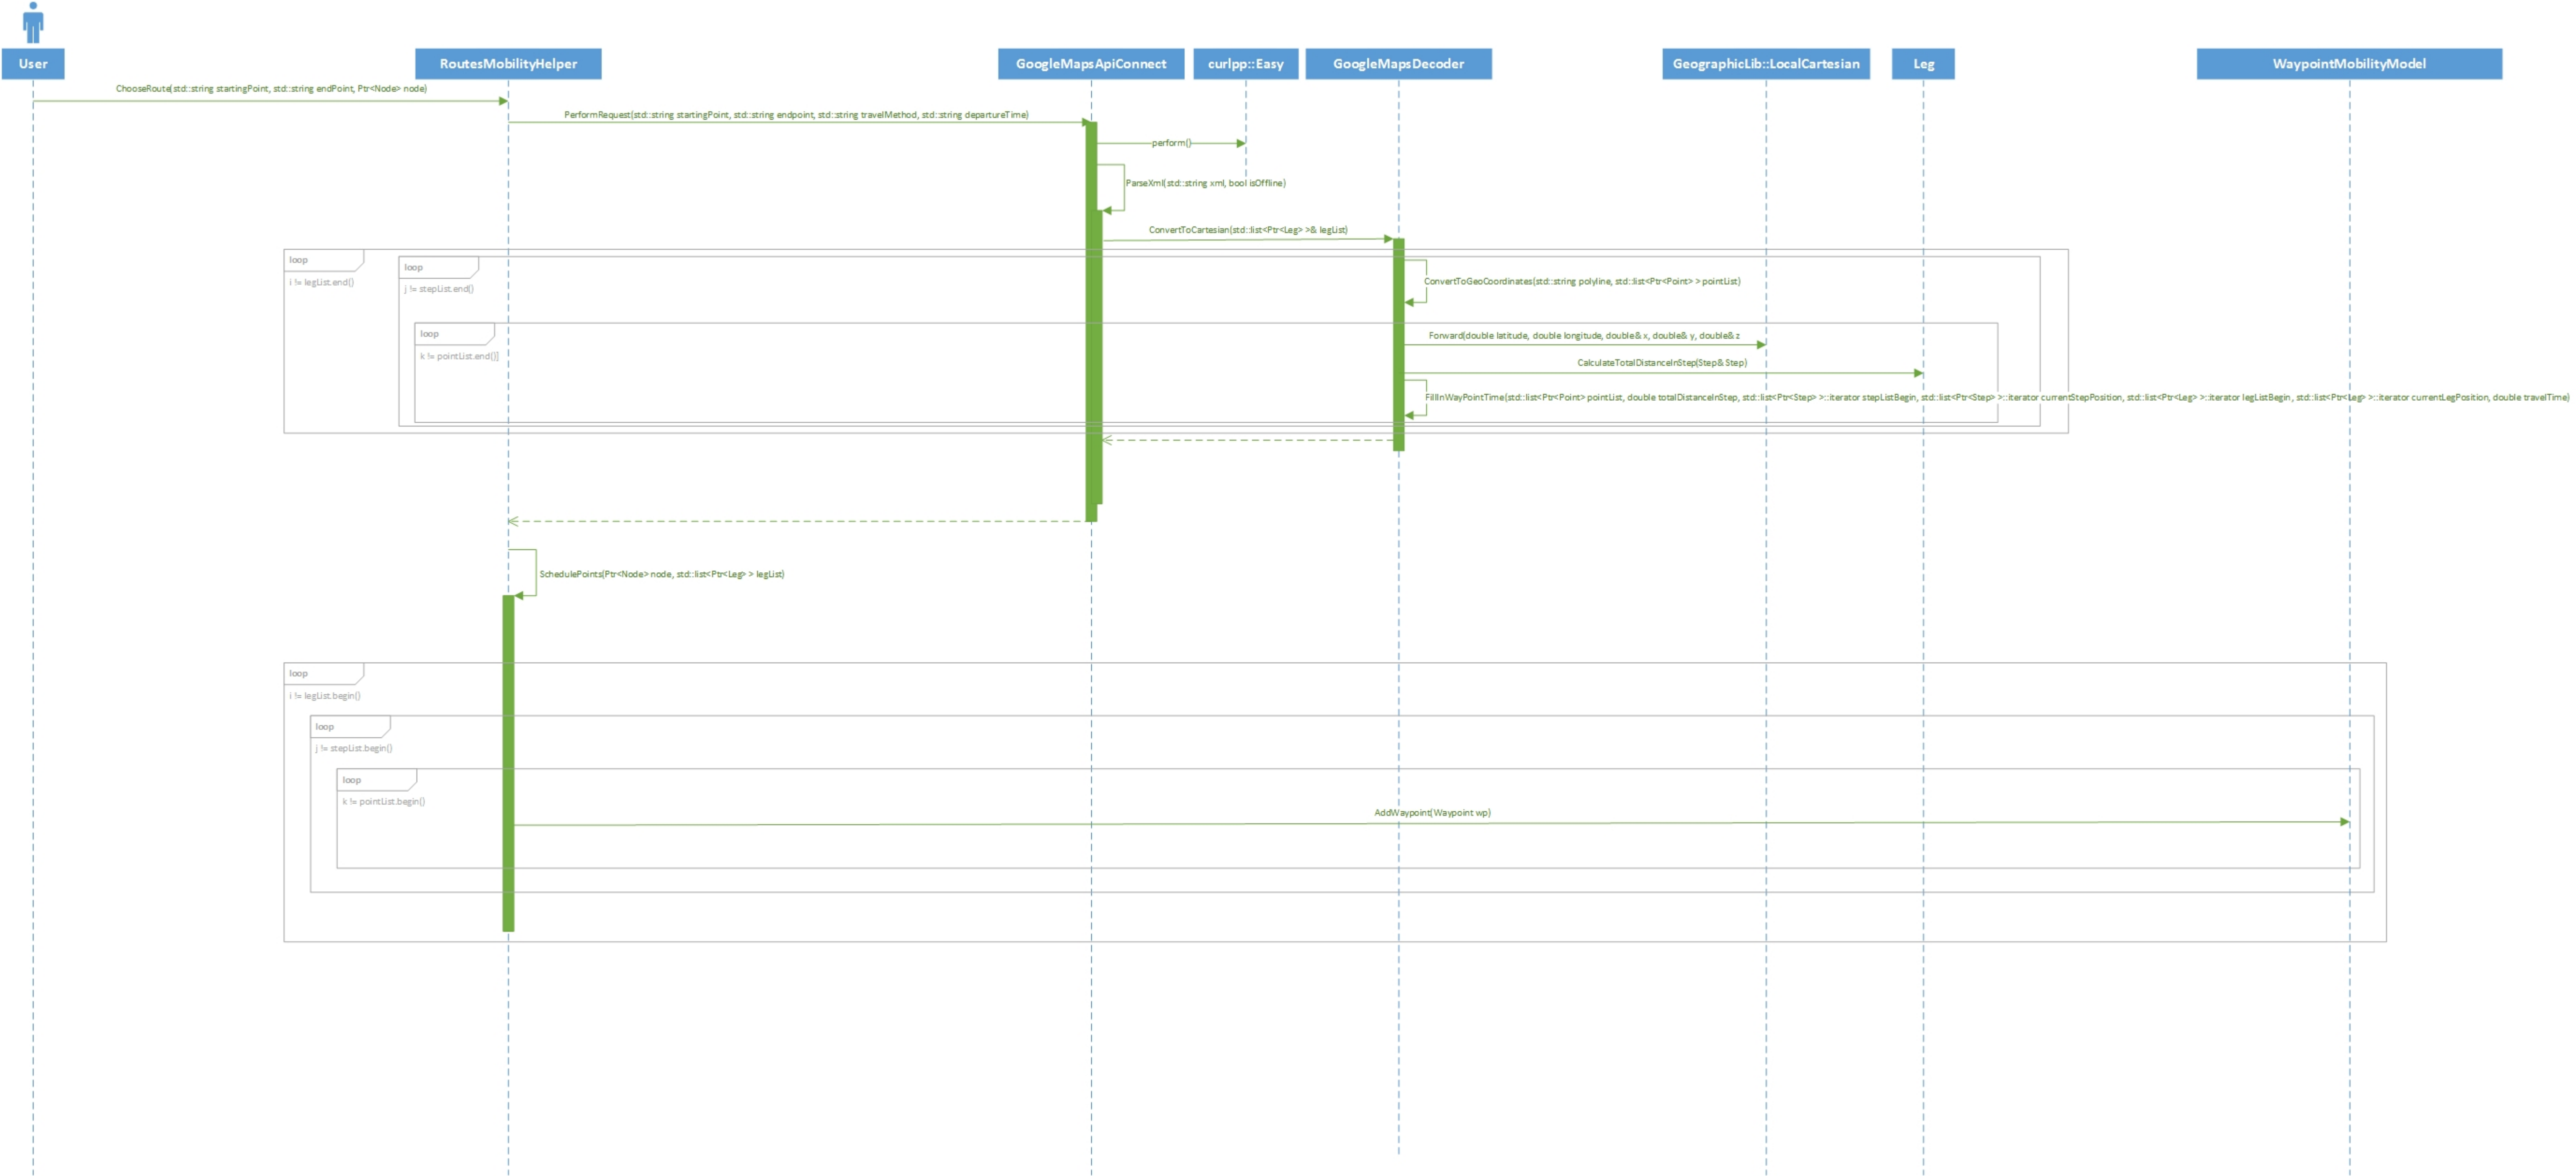 User
RoutesMobilityHelper
GoogleMapsApiConnect
curlpp::Easy
GoogleMapsDecoder
GeographicLib::LocalCartesian
Leg
WaypointMobilityModel
ChooseRoute(std::string startingPoint, std::string endPoint, Ptr<Node> node)
PerformRequest(std::string startingPoint, std::string endpoint, std::string travelMethod, std::string departureTime)
perform()
ParseXml(std::string xml, bool isOffline)
ConvertToCartesian(std::list<Ptr<Leg> >& legList)
loop
i != legList.end()
loop
j != stepList.end()
ConvertToGeoCoordinates(std::string polyline, std::list<Ptr<Point> > pointList)
loop
k != pointList.end()]
Forward(double latitude, double longitude, double& x, double& y, double& z
CalculateTotalDistanceInStep(Step& Step)
FillInWayPointTime(std::list<Ptr<Point> pointList, double totalDistanceInStep, std::list<Ptr<Step> >::iterator stepListBegin, std::list<Ptr<Step> >::iterator currentStepPosition, std::list<Ptr<Leg> >::iterator legListBegin, std::list<Ptr<Leg> >::iterator currentLegPosition, double travelTime)
SchedulePoints(Ptr<Node> node, std::list<Ptr<Leg> > legList)
loop
i != legList.begin()
loop
j != stepList.begin()
loop
k != pointList.begin()
AddWaypoint(Waypoint wp)